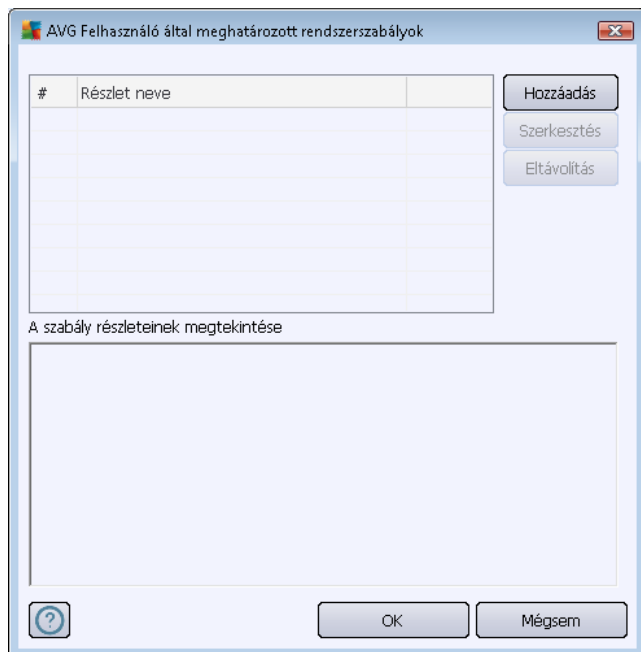 AVG Felhasználó által meghatározott rendszerszabályok
# Részlet neve
Hozzáadás
Szerkesztés
Eltávolítás
A szabály részleteinek megtekintése
?
OK
Mégsem